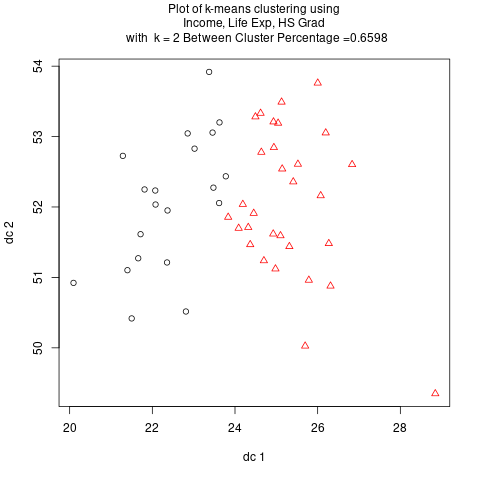 Plot of k-means clustering using
Income, Life Exp, HS Grad
with  k = 2 Between Cluster Percentage =0.6598
54
53
52
51
50
dc 2
20 22 24 26 28
dc 1